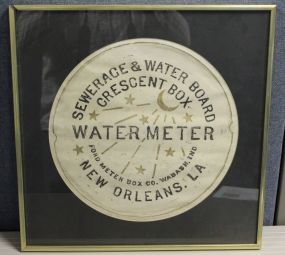 SEWERAGE & WATER BOARD
CRESCENT BOX
WATER METER
FORD METER BOX CO. WABASH, IND
NEW ORLEANS, LA